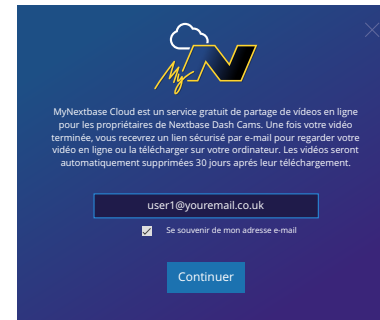 My N
MyNextbase Cloud est un service gratuit de partage de vídeos en ligne
pour les propriétaires de Nextbase Dash Cams. Une fois votre vidéo
terminée, vous recevrez un lien sécurisé par e-mail pour regarder votre
vidéo en ligne ou la télécharger sur votre ordinateur. Les vidéos seront
automatiquement supprimées 30 jours aprés leur téléchargement.
user1@youremail.co.uk
Se souvenir de mon adresse e-mail
Continuer